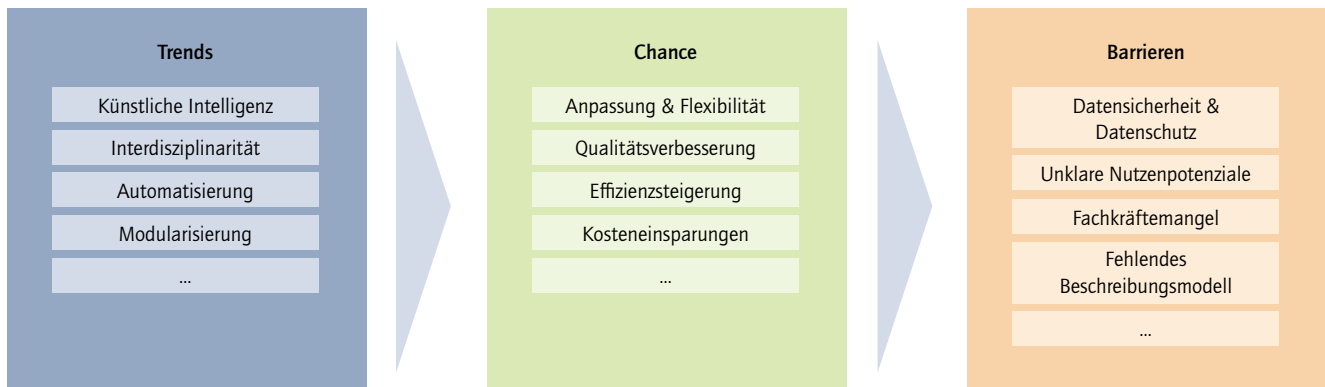 Trends
Künstliche Intelligenz
Interdisziplinarität
Automatisierung
Modularisierung
...
Chance
Anpassung & Flexibilität
Qualitätsverbesserung
Effizienzsteigerung
Kosteneinsparungen
...
Barrieren
Datensicherheit &
Datenschutz
Unklare Nutzenpotenziale
Fachkräftemangel
Fehlendes
Beschreibungsmodell
...